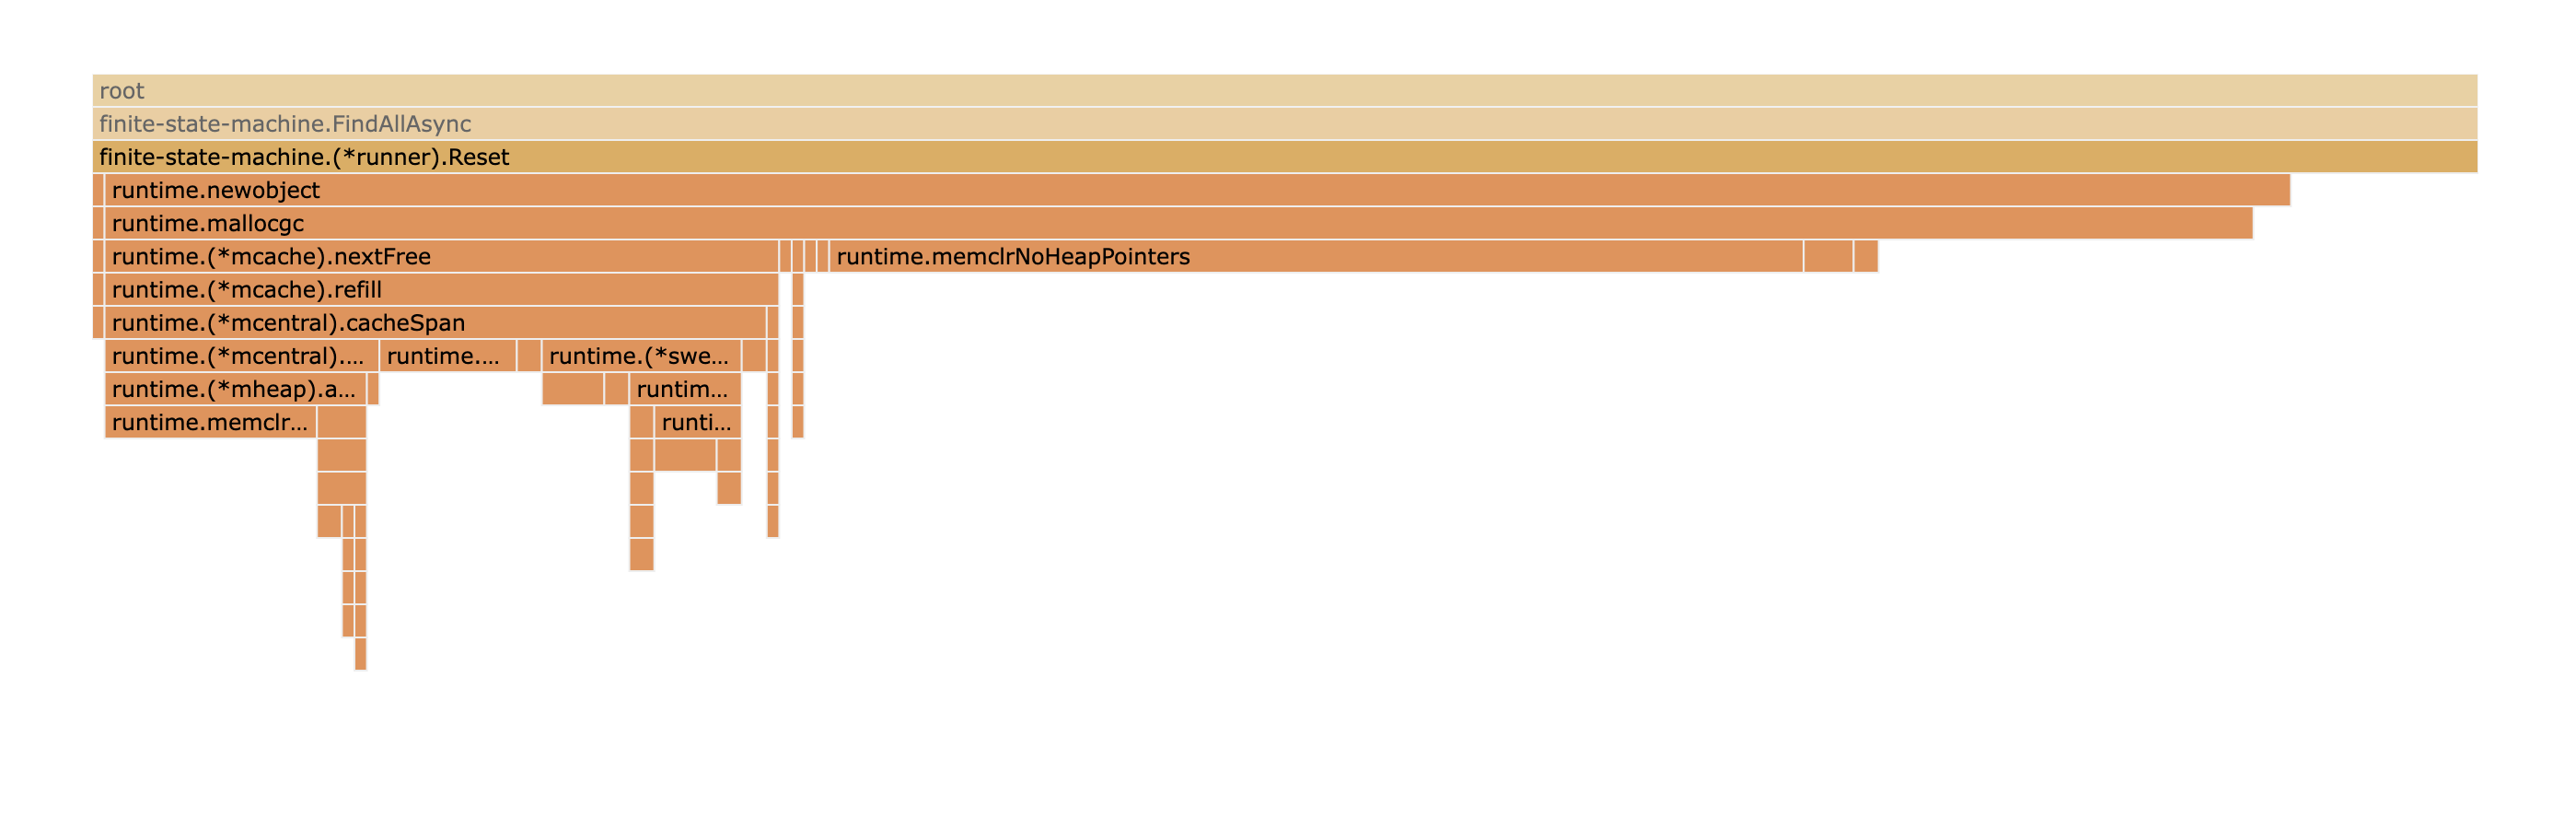 root
finite-state-machine.FindAllAsync
finite-state-machine.(*runner).Reset
runtime.newobject
runtime.mallocgc
runtime.(*mcache).nextFree runtime.memclrNoHeapPointers
runtime.(*mcache).refill
runtime.(*mcentral).cacheSpan
runtime.(*mcentral).... runtime.... runtime.(*swe...
runtime.(*mheap).a... runtim...
runtime.memclr... runti...